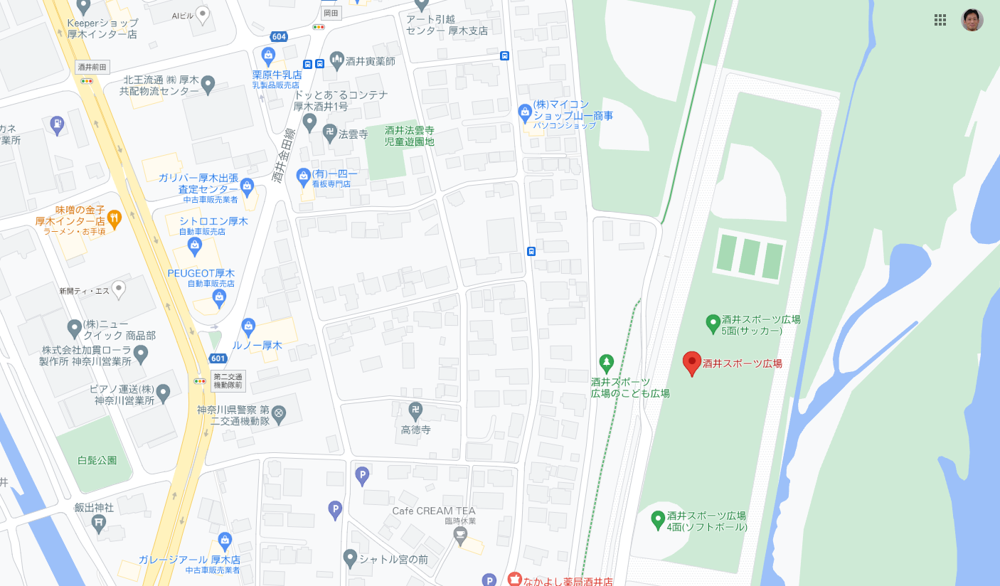 岡田
AIビル
アート引越
センター 厚木支店
Keeperショップ
厚木インター店
604
酒井前田
酒井寅薬師
栗原牛乳店
乳製品販売店
北王流通 ㈱ 厚木
共配物流センター
ドッとあ~るコンテナ
厚木酒井1号
(株)マイコン
ショップ山一商事
パソコンショップ
ガネ
業所
法雲寺
酒井法雲寺
児童遊園地
酒井金田線
(有)一四一
看板専門店
ガリバー厚木出張
査定センター
中古車販売業者
味噌の金子
厚木インター店
ラーメン・お手頃
シトロエン厚木
自動車販売店
PEUGEOT厚木
自動車販売店
新開ティ・エス
(株)ニュー
クイック 商品部
酒井スポーツ広場
5面(サッカー)
ルノー厚木
株式会社加貫ローラ
製作所 神奈川営業所
601
酒井スポーツ広場
第二交通
機動隊前
酒井スポーツ
広場のこども広場
ピアノ運送(株)
神奈川営業所
神奈川県警察 第
二交通機動隊
高徳寺
白髭公園
井
P
飯出神社
P
Cafe CREAM TEA
臨時休業
酒井スポーツ広場
4面(ソフトボール)
ガレージアール 厚木店
中古車販売業者
シャトル宮の前
P
なかよし薬局酒井店